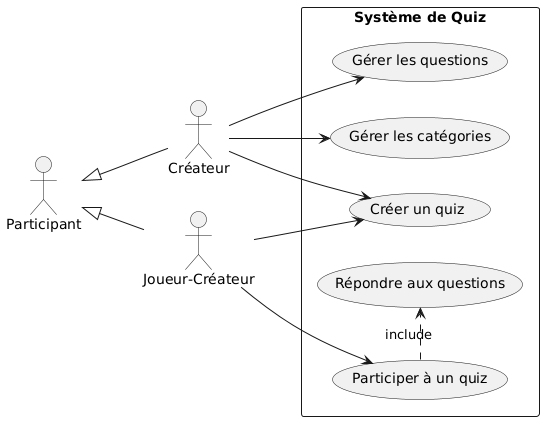 Système de Quiz
Gérer les questions
Créateur
Gérer les catégories
Participant
Créer un quiz
Joueur-Créateur
Répondre aux questions
include
Participer à un quiz